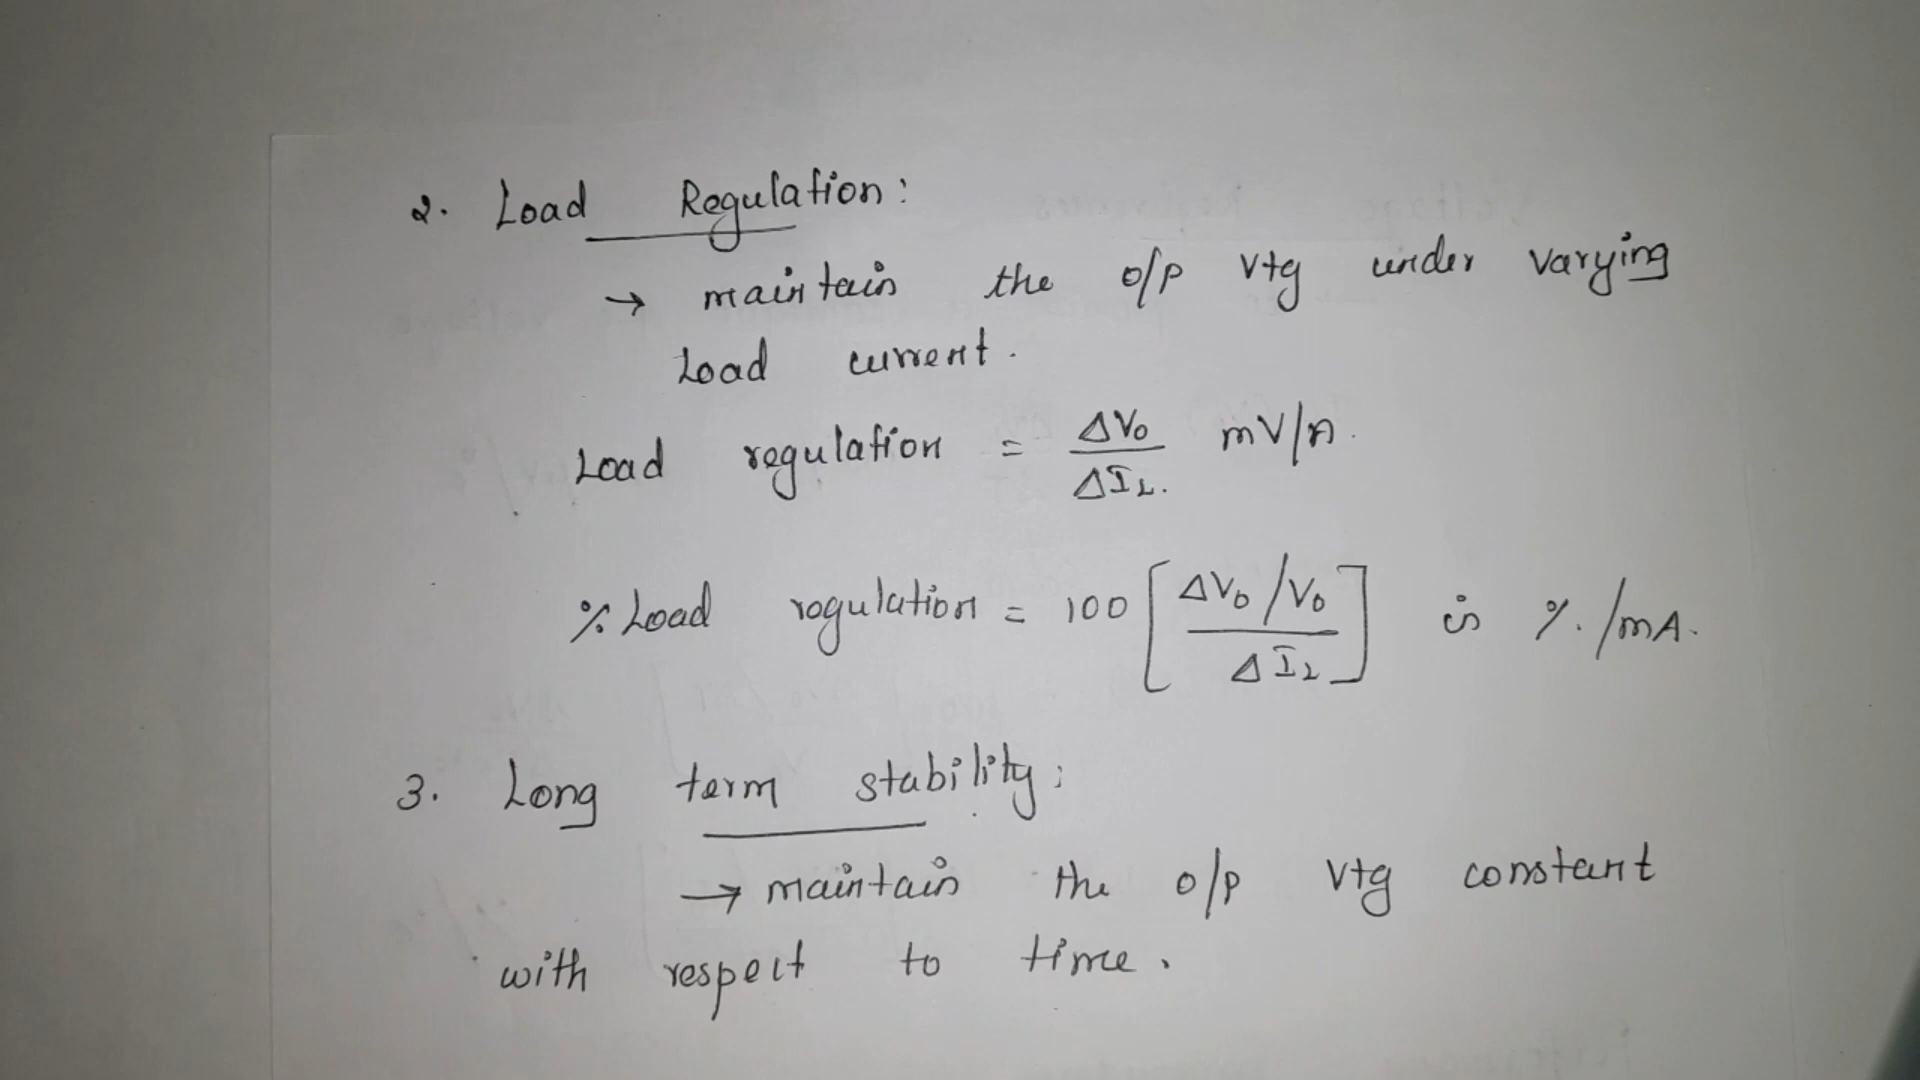 2. Load Regulation:
→ maintain the o/p vtg under varying
Load current.
Load regulation = ΔVo/ΔIL. mV/A.
% Load regulation = 100 [ΔVo/Vo / ΔIL] in %/mA.
3. Long term stability:
→ maintain the o/p vtg constant
with respect to time.